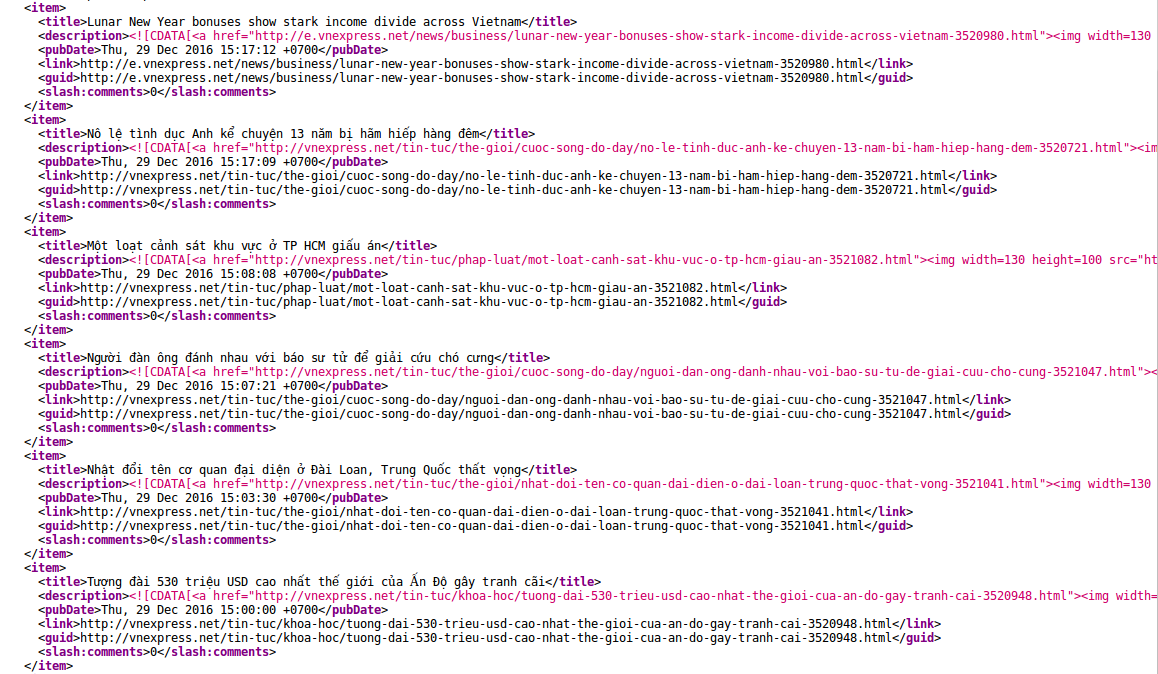 <item>
<title>Lunar New Year bonuses show stark income divide across Vietnam</title>
<description><![CDATA[<a href="http://e.vnexpress.net/news/business/lunar-new-year-bonuses-show-stark-income-divide-across-vietnam-3520980.html"><img width=130
<pubDate>Thu, 29 Dec 2016 15:17:12 +0700</pubDate>
<link>http://e.vnexpress.net/news/business/lunar-new-year-bonuses-show-stark-income-divide-across-vietnam-3520980.html</link>
<guid>http://e.vnexpress.net/news/business/lunar-new-year-bonuses-show-stark-income-divide-across-vietnam-3520980.html</guid>
<slash:comments>0</slash:comments>
</item>
<item>
<title>Nô lệ tình dục Anh kể chuyện 13 năm bị hãm hiếp hàng đêm</title>
<description><![CDATA[<a href="http://vnexpress.net/tin-tuc/the-gioi/cuoc-song-do-day/no-le-tinh-duc-anh-ke-chuyen-13-nam-bi-ham-hiep-hang-dem-3520721.html"><im
<pubDate>Thu, 29 Dec 2016 15:17:09 +0700</pubDate>
<link>http://vnexpress.net/tin-tuc/the-gioi/cuoc-song-do-day/no-le-tinh-duc-anh-ke-chuyen-13-nam-bi-ham-hiep-hang-dem-3520721.html</link>
<guid>http://vnexpress.net/tin-tuc/the-gioi/cuoc-song-do-day/no-le-tinh-duc-anh-ke-chuyen-13-nam-bi-ham-hiep-hang-dem-3520721.html</guid>
<slash:comments>0</slash:comments>
</item>
<item>
<title>Một loạt cảnh sát khu vực ở TP HCM giấu án</title>
<description><![CDATA[<a href="http://vnexpress.net/tin-tuc/phap-luat/mot-loat-canh-sat-khu-vuc-o-tp-hcm-giau-an-3521082.html"><img width=130 height=100 src="ht
<pubDate>Thu, 29 Dec 2016 15:08:08 +0700</pubDate>
<link>http://vnexpress.net/tin-tuc/phap-luat/mot-loat-canh-sat-khu-vuc-o-tp-hcm-giau-an-3521082.html</link>
<guid>http://vnexpress.net/tin-tuc/phap-luat/mot-loat-canh-sat-khu-vuc-o-tp-hcm-giau-an-3521082.html</guid>
<slash:comments>0</slash:comments>
</item>
<item>
<title>Người đàn ông đánh nhau với báo sư tử để giải cứu chó cưng</title>
<description><![CDATA[<a href="http://vnexpress.net/tin-tuc/the-gioi/cuoc-song-do-day/nguoi-dan-ong-danh-nhau-voi-bao-su-tu-de-giai-cuu-cho-cung-3521047.html"><
<pubDate>Thu, 29 Dec 2016 15:07:21 +0700</pubDate>
<link>http://vnexpress.net/tin-tuc/the-gioi/cuoc-song-do-day/nguoi-dan-ong-danh-nhau-voi-bao-su-tu-de-giai-cuu-cho-cung-3521047.html</link>
<guid>http://vnexpress.net/tin-tuc/the-gioi/cuoc-song-do-day/nguoi-dan-ong-danh-nhau-voi-bao-su-tu-de-giai-cuu-cho-cung-3521047.html</guid>
<slash:comments>0</slash:comments>
</item>
<item>
<title>Nhật đổi tên cơ quan đại diện ở Đài Loan, Trung Quốc thất vọng</title>
<description><![CDATA[<a href="http://vnexpress.net/tin-tuc/the-gioi/nhat-doi-ten-co-quan-dai-dien-o-dai-loan-trung-quoc-that-vong-3521041.html"><img width=130
<pubDate>Thu, 29 Dec 2016 15:03:30 +0700</pubDate>
<link>http://vnexpress.net/tin-tuc/the-gioi/nhat-doi-ten-co-quan-dai-dien-o-dai-loan-trung-quoc-that-vong-3521041.html</link>
<guid>http://vnexpress.net/tin-tuc/the-gioi/nhat-doi-ten-co-quan-dai-dien-o-dai-loan-trung-quoc-that-vong-3521041.html</guid>
<slash:comments>0</slash:comments>
</item>
<item>
<title>Tượng đài 530 triệu USD cao nhất thế giới của Ấn Độ gây tranh cãi</title>
<description><![CDATA[<a href="http://vnexpress.net/tin-tuc/khoa-hoc/tuong-dai-530-trieu-usd-cao-nhat-the-gioi-cua-an-do-gay-tranh-cai-3520948.html"><img width=
<pubDate>Thu, 29 Dec 2016 15:00:00 +0700</pubDate>
<link>http://vnexpress.net/tin-tuc/khoa-hoc/tuong-dai-530-trieu-usd-cao-nhat-the-gioi-cua-an-do-gay-tranh-cai-3520948.html</link>
<guid>http://vnexpress.net/tin-tuc/khoa-hoc/tuong-dai-530-trieu-usd-cao-nhat-the-gioi-cua-an-do-gay-tranh-cai-3520948.html</guid>
<slash:comments>0</slash:comments>
</item>